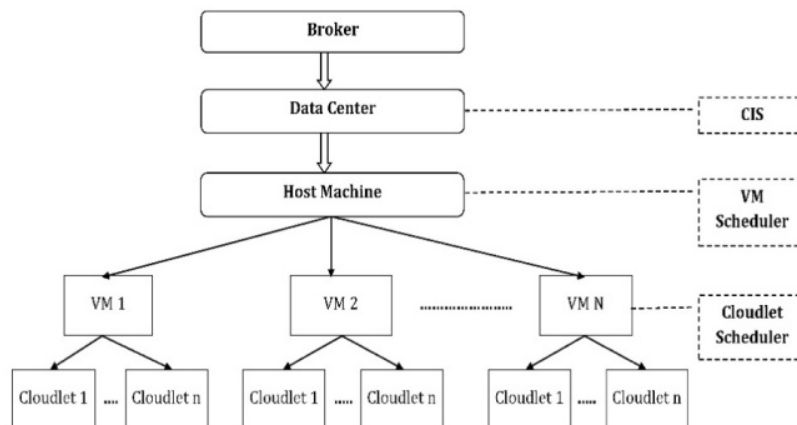 Broker
Data Center
CIS
Host Machine
VM
Scheduler
VM 1
VM 2
........................
VM N
Cloudlet
Scheduler
Cloudlet 1 .... Cloudlet n
Cloudlet 1 ..... Cloudlet n
Cloudlet 1 ..... Cloudlet n